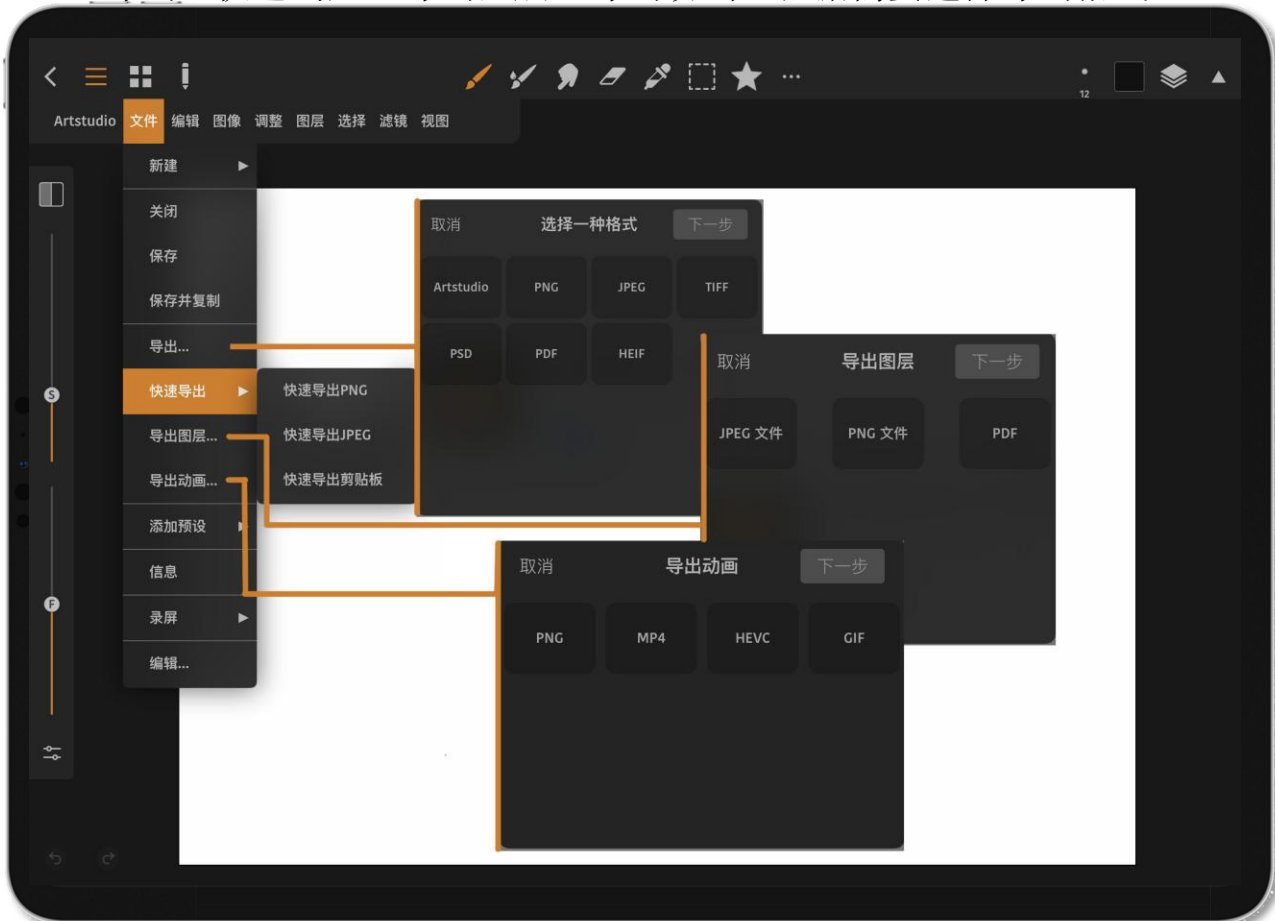 12
Artstudio 文件 编辑 图像 调整 图层 选择 滤镜 视图
新建
关闭
保存
保存并复制
导出...
快速导出
导出图层...
导出动画...
添加预设
信息
录屏
编辑...
快速导出PNG
快速导出JPEG
快速导出剪贴板
取消 选择一种格式 下一步
Artstudio PNG JPEG TIFF
PSD PDF HEIF
取消 导出图层 下一步
JPEG 文件 PNG 文件 PDF
取消 导出动画 下一步
PNG MP4 HEVC GIF
S
F